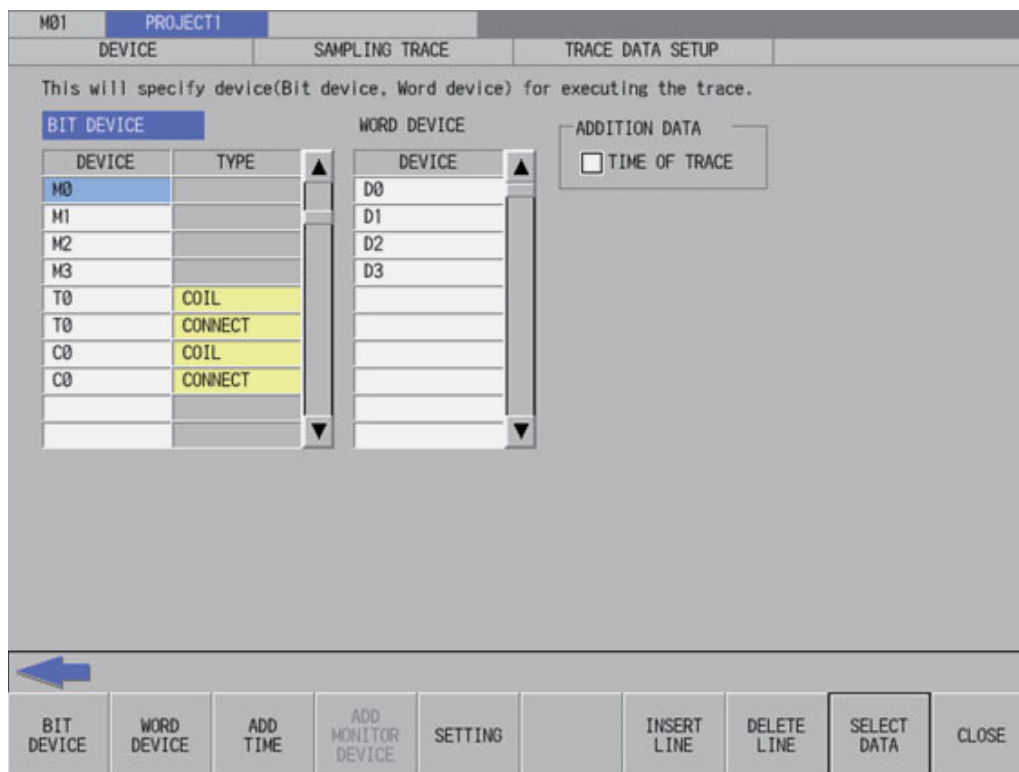 M01 PROJECT1
DEVICE SAMPLING TRACE TRACE DATA SETUP
This will specify device(Bit device, Word device) for executing the trace.
BIT DEVICE WORD DEVICE ADDITION DATA
DEVICE TYPE DEVICE TIME OF TRACE
M0 D0
M1 D1
M2 D2
M3 D3
T0 COIL
T0 CONNECT
C0 COIL
C0 CONNECT
BIT DEVICE
WORD DEVICE
ADD TIME
ADD MONITOR DEVICE
SETTING
INSERT LINE
DELETE LINE
SELECT DATA
CLOSE